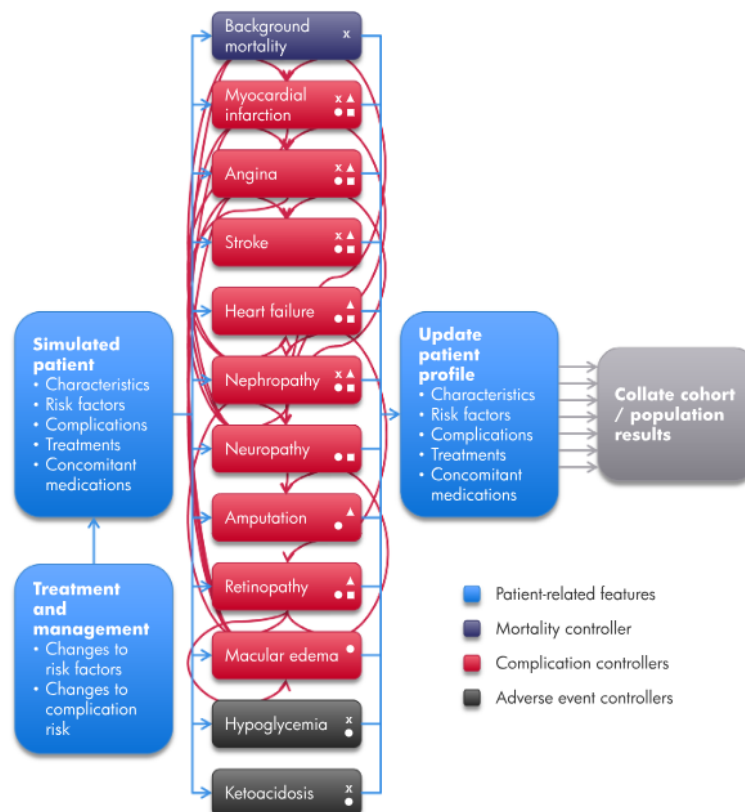 Background
mortality
x
Myocardial
infarction
x
Angina
x
Stroke
x
Heart failure
Nephropathy
x
Neuropathy
Amputation
Retinopathy
Macular edema
Hypoglycemia
x
Ketoacidosis
x
Simulated
patient
• Characteristics
• Risk factors
• Complications
• Treatments
• Concomitant
medications
Treatment
and
management
• Changes to
risk factors
• Changes to
complication
risk
Update
patient
profile
• Characteristics
• Risk factors
• Complications
• Treatments
• Concomitant
medications
Collate cohort
/ population
results
Patient-related features
Mortality controller
Complication controllers
Adverse event controllers